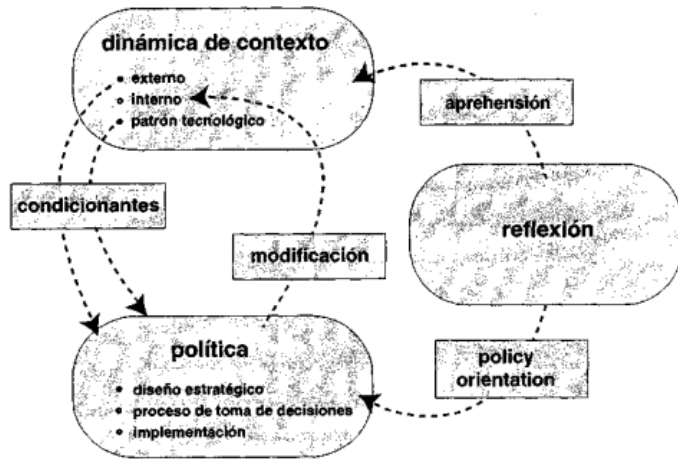 dinámica de contexto
externo
interno
patrón tecnológico
aprehensión
condicionantes
modificación
reflexión
política
diseño estratégico
proceso de toma de decisiones
implementación
policy
orientation